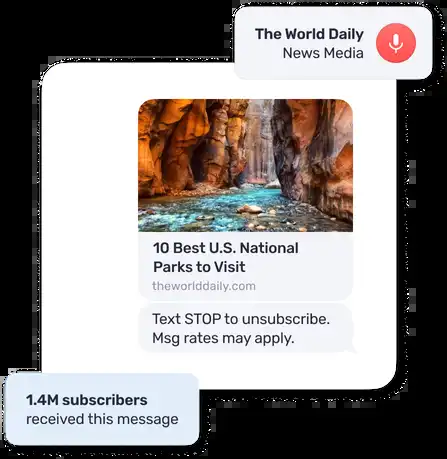 The World Daily
News Media
10 Best U.S. National
Parks to Visit
theworlddaily.com
Text STOP to unsubscribe.
Msg rates may apply.
1.4M subscribers
received this message